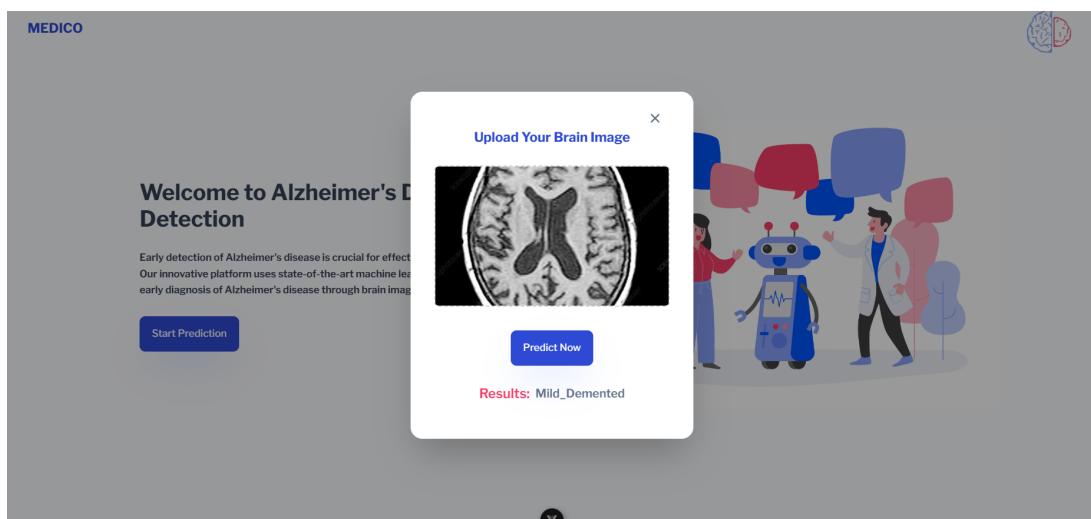 MEDICO
Upload Your Brain Image
Welcome to Alzheimer's D
Detection
Early detection of Alzheimer's disease is crucial for effect
Our innovative platform uses state-of-the-art machine lea
early diagnosis of Alzheimer's disease through brain imag
Start Prediction
Predict Now
Results: Mild_Demented